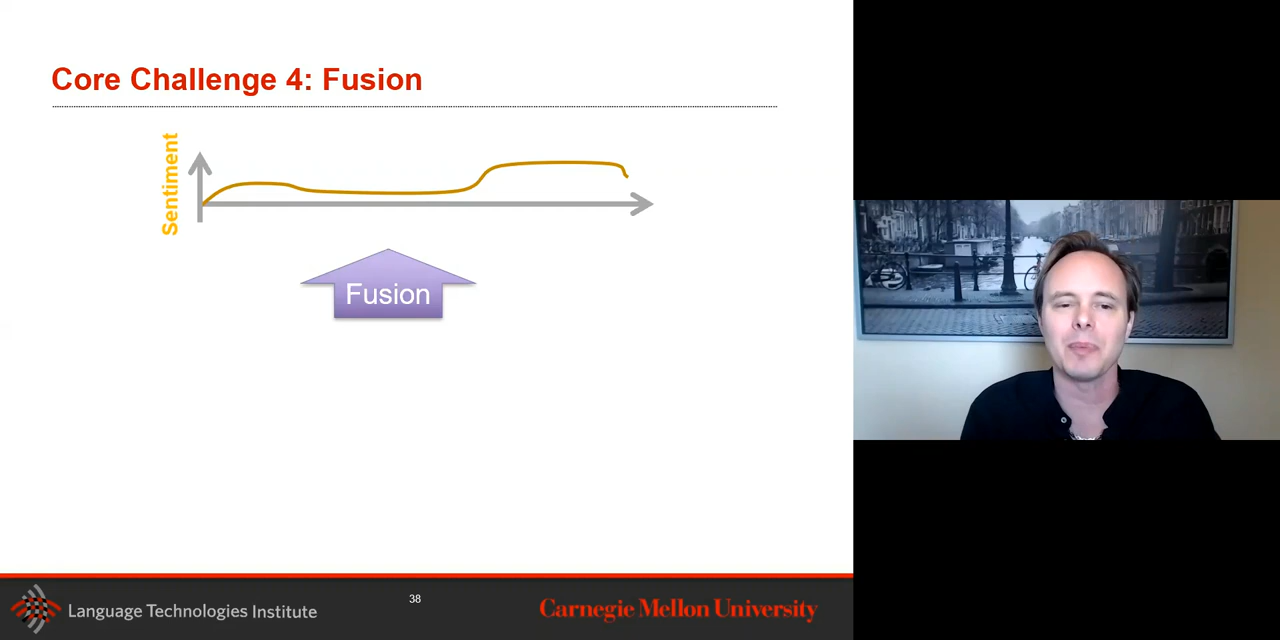 Core Challenge 4: Fusion
Sentiment
Fusion
Language Technologies Institute
38
Carnegie Mellon University